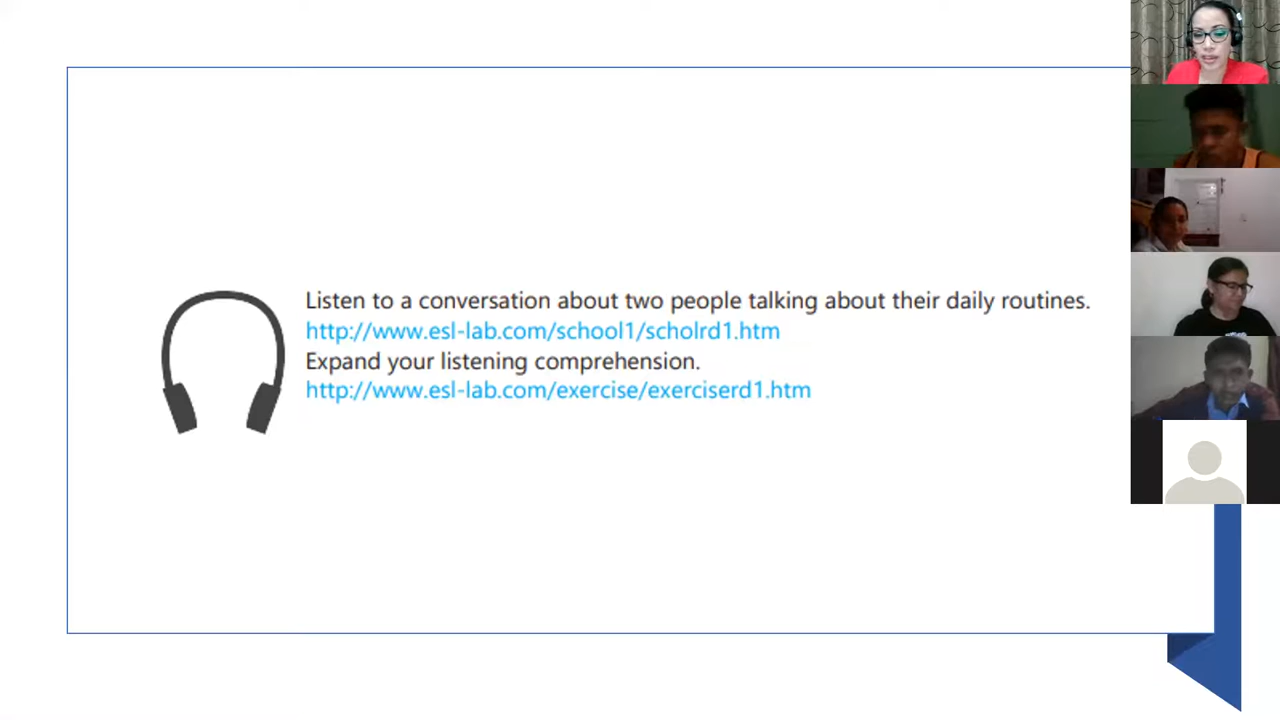 Listen to a conversation about two people talking about their daily routines.
http://www.esl-lab.com/school1/scholrd1.htm
Expand your listening comprehension.
http://www.esl-lab.com/exercise/exerciserd1.htm